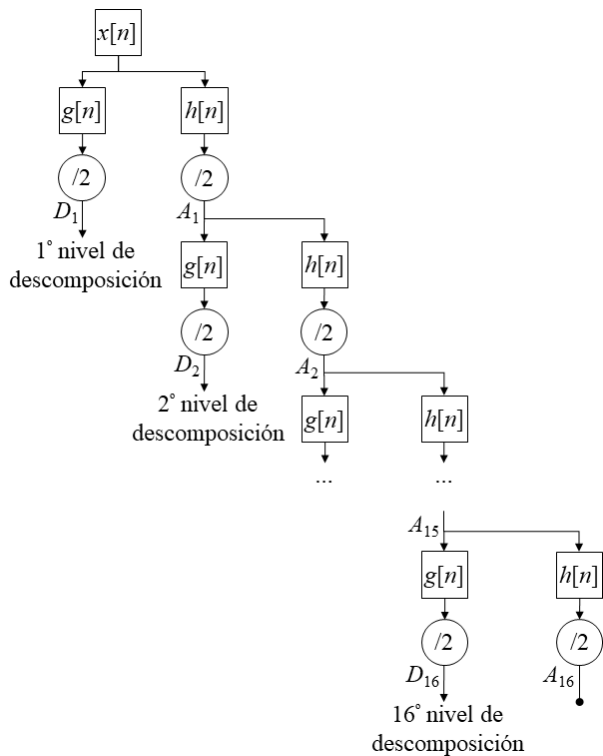 x[n]
g[n] h[n]
/2 /2
D₁ A₁
1° nivel de
descomposición
g[n] h[n]
/2 /2
D₂ A₂
2° nivel de
descomposición
g[n] h[n]
... ...
A₁₅
g[n] h[n]
/2 /2
D₁₆ A₁₆
16° nivel de
descomposición